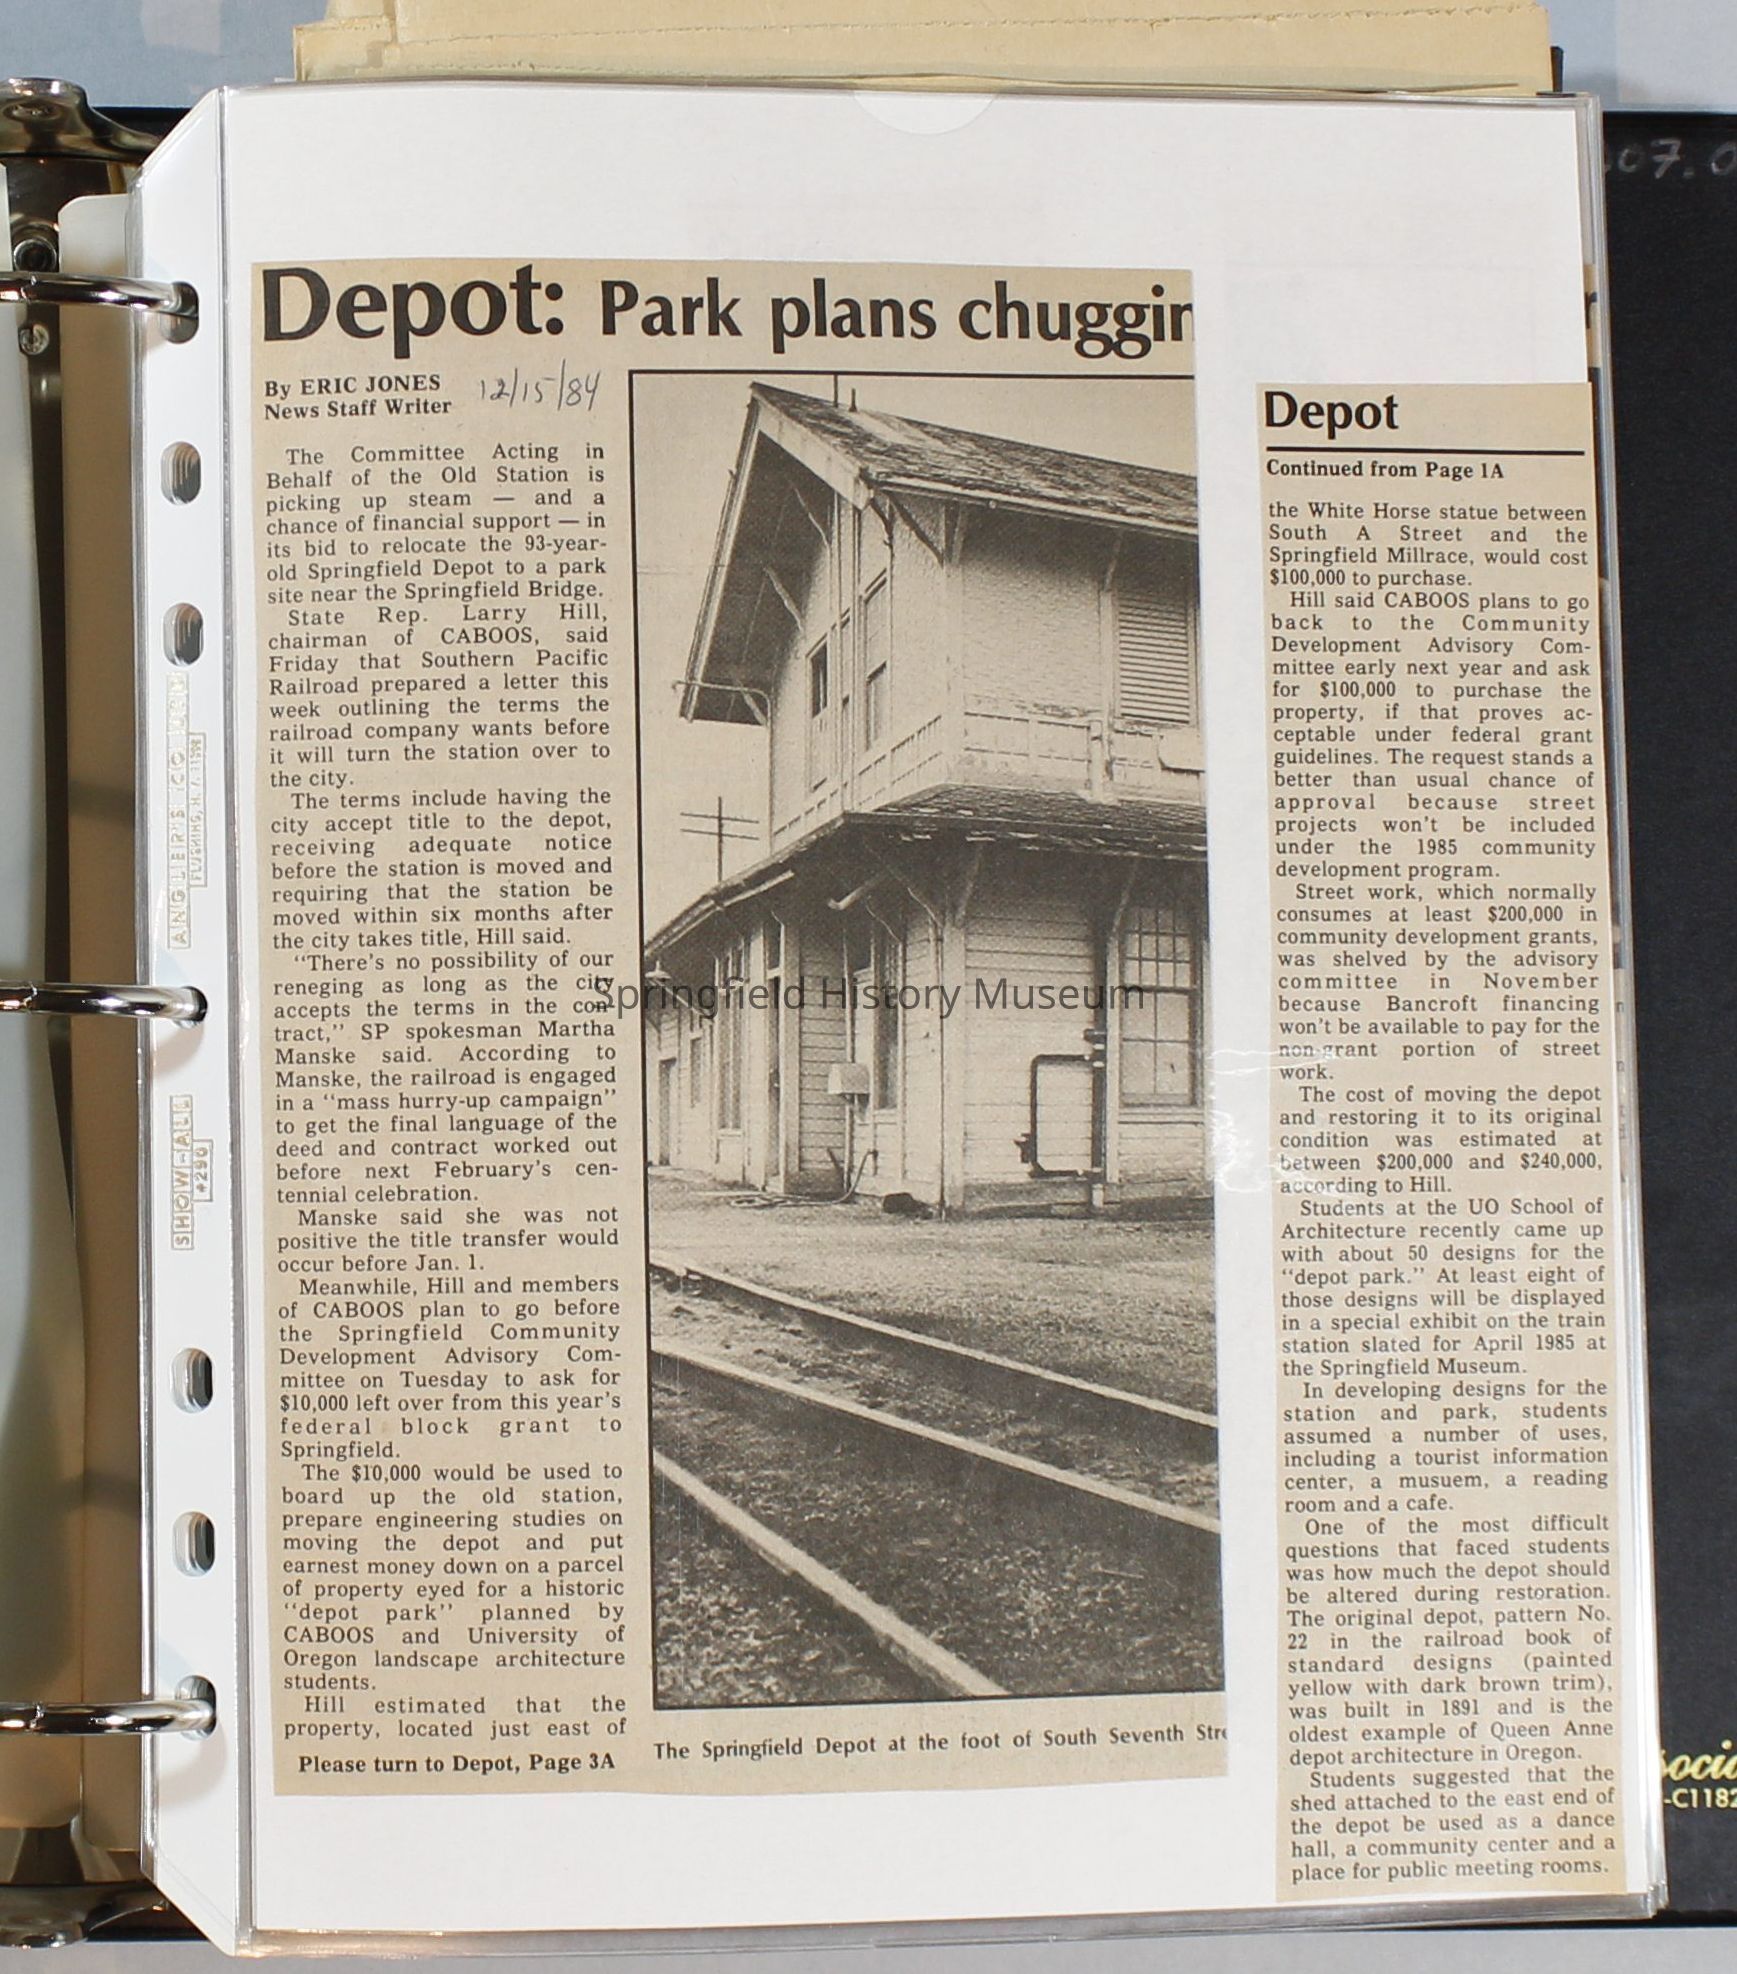 Depot: Park plans chuggin
By ERIC JONES
News Staff Writer
12/15/84
The Committee Acting in
Behalf of the Old Station is
picking up steam — and a
chance of financial support — in
its bid to relocate the 93-year-
old Springfield Depot to a park
site near the Springfield Bridge.
State Rep. Larry Hill,
chairman of CABOOS, said
Friday that Southern Pacific
Railroad prepared a letter this
week outlining the terms the
railroad company wants before
it will turn the station over to
the city.
The terms include having the
city accept title to the depot,
receiving adequate notice
before the station is moved and
requiring that the station be
moved within six months after
the city takes title, Hill said.
"There's no possibility of our
reneging as long as the city
accepts the terms in the con-
tract," SP spokesman Martha
Manske said. According to
Manske, the railroad is engaged
in a "mass hurry-up campaign"
to get the final language of the
deed and contract worked out
before next February's cen-
tennial celebration.
Manske said she was not
positive the title transfer would
occur before Jan. 1.
Meanwhile, Hill and members
of CABOOS plan to go before
the Springfield Community
Development Advisory Com-
mittee on Tuesday to ask for
$10,000 left over from this year's
federal block grant to
Springfield.
The $10,000 would be used to
board up the old station,
prepare engineering studies on
moving the depot and put
earnest money down on a parcel
of property eyed for a historic
"depot park" planned by
CABOOS and University of
Oregon landscape architecture
students.
Hill estimated that the
property, located just east of
Please turn to Depot, Page 3A
The Springfield Depot at the foot of South Seventh Stre
Springfield History Museum
Depot
Continued from Page 1A
the White Horse statue between
South A Street and the
Springfield Millrace, would cost
$100,000 to purchase.
Hill said CABOOS plans to go
back to the Community
Development Advisory Com-
mittee early next year and ask
for $100,000 to purchase the
property, if that proves ac-
ceptable under federal grant
guidelines. The request stands a
better than usual chance of
approval because street
projects won't be included
under the 1985 community
development program.
Street work, which normally
consumes at least $200,000 in
community development grants,
was shelved by the advisory
committee in November
because Bancroft financing
won't be available to pay for the
non-grant portion of street
work.
The cost of moving the depot
and restoring it to its original
condition was estimated at
between $200,000 and $240,000,
according to Hill.
Students at the UO School of
Architecture recently came up
with about 50 designs for the
"depot park." At least eight of
those designs will be displayed
in a special exhibit on the train
station slated for April 1985 at
the Springfield Museum.
In developing designs for the
station and park, students
assumed a number of uses,
including a tourist information
center, a musuem, a reading
room and a cafe.
One of the most difficult
questions that faced students
was how much the depot should
be altered during restoration.
The original depot, pattern No.
22 in the railroad book of
standard designs (painted
yellow with dark brown trim),
was built in 1891 and is the
oldest example of Queen Anne
depot architecture in Oregon.
Students suggested that the
shed attached to the east end of
the depot be used as a dance
hall, a community center and a
place for public meeting rooms.
SHOW-ALL
#290
07.0
ocia
-C1182